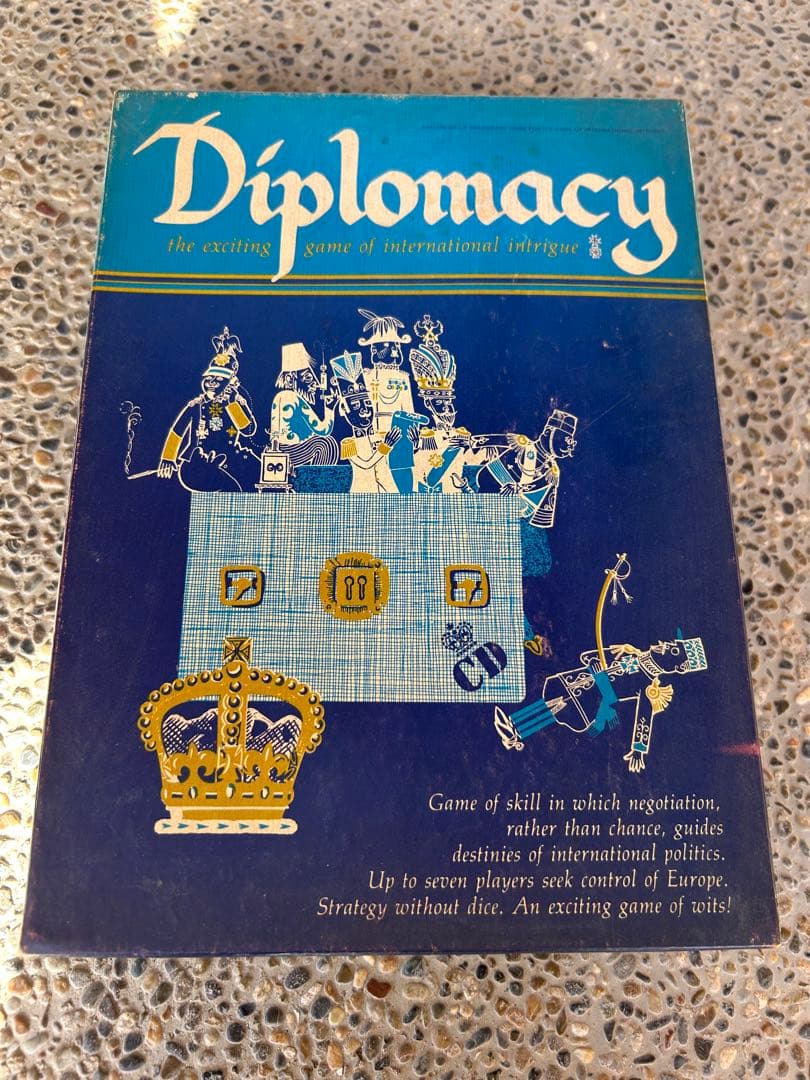 Diplomacy
the exciting game of international intrigue
CD
Game of skill in which negotiation,
rather than chance, guides
destinies of international politics.
Up to seven players seek control of Europe.
Strategy without dice. An exciting game of wits!